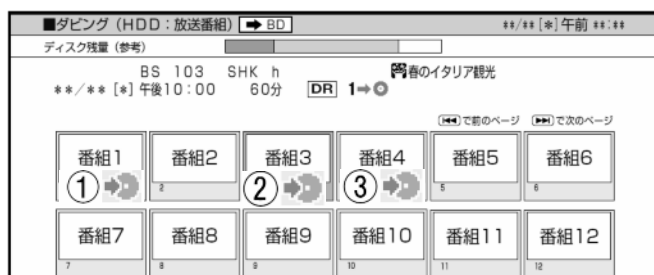 ■ダビング（HDD：放送番組） ➡ BD **/** [*] 午前 **:**
ディスク残量（参考）
BS 103 SHK h 春のイタリア観光
**/** [*] 午後10：00 60分 DR 1➡
⏮で前のページ ⏭で次のページ
番組1 番組2 番組3 番組4 番組5 番組6
① 2 ② ③ 5 6
番組7 番組8 番組9 番組10 番組11 番組12
7 8 9 10 11 12